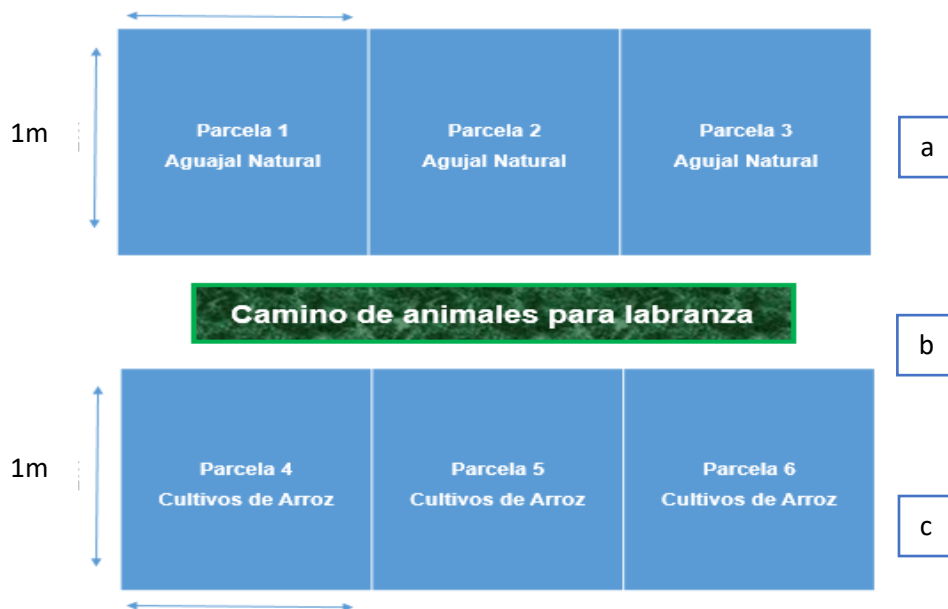 1m
Parcela 1
Aguajal Natural
Parcela 2
Agujal Natural
Parcela 3
Agujal Natural
a
Camino de animales para labranza
b
1m
Parcela 4
Cultivos de Arroz
Parcela 5
Cultivos de Arroz
Parcela 6
Cultivos de Arroz
c